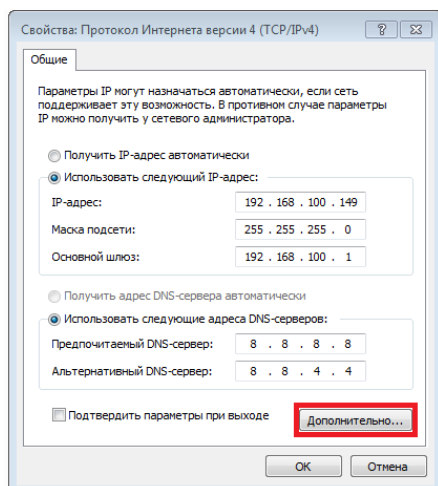 Свойства: Протокол Интернета версии 4 (TCP/IPv4)
Общие
Параметры IP могут назначаться автоматически, если сеть
поддерживает эту возможность. В противном случае параметры
IP можно получить у сетевого администратора.
Получить IP-адрес автоматически
Использовать следующий IP-адрес:
IP-адрес: 192 . 168 . 100 . 149
Маска подсети: 255 . 255 . 255 . 0
Основной шлюз: 192 . 168 . 100 . 1
Получить адрес DNS-сервера автоматически
Использовать следующие адреса DNS-серверов:
Предпочитаемый DNS-сервер: 8 . 8 . 8 . 8
Альтернативный DNS-сервер: 8 . 8 . 4 . 4
Подтвердить параметры при выходе
Дополнительно...
OK Отмена